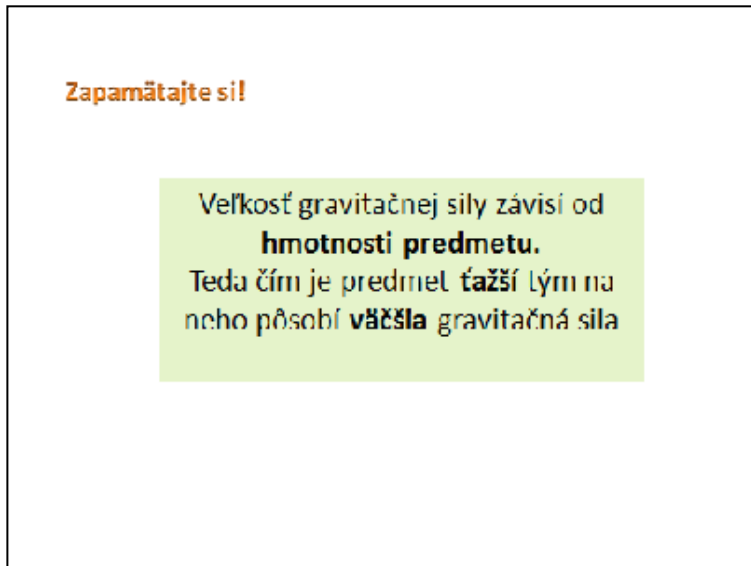 Zapamätajte si!
Veľkosť gravitačnej sily závisí od
hmotnosti predmetu.
Teda čím je predmet ťažší tým na
neho pôsobí väčšia gravitačná sila